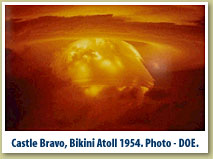 Castle Bravo, Bikini Atoll 1954. Photo - DOE.